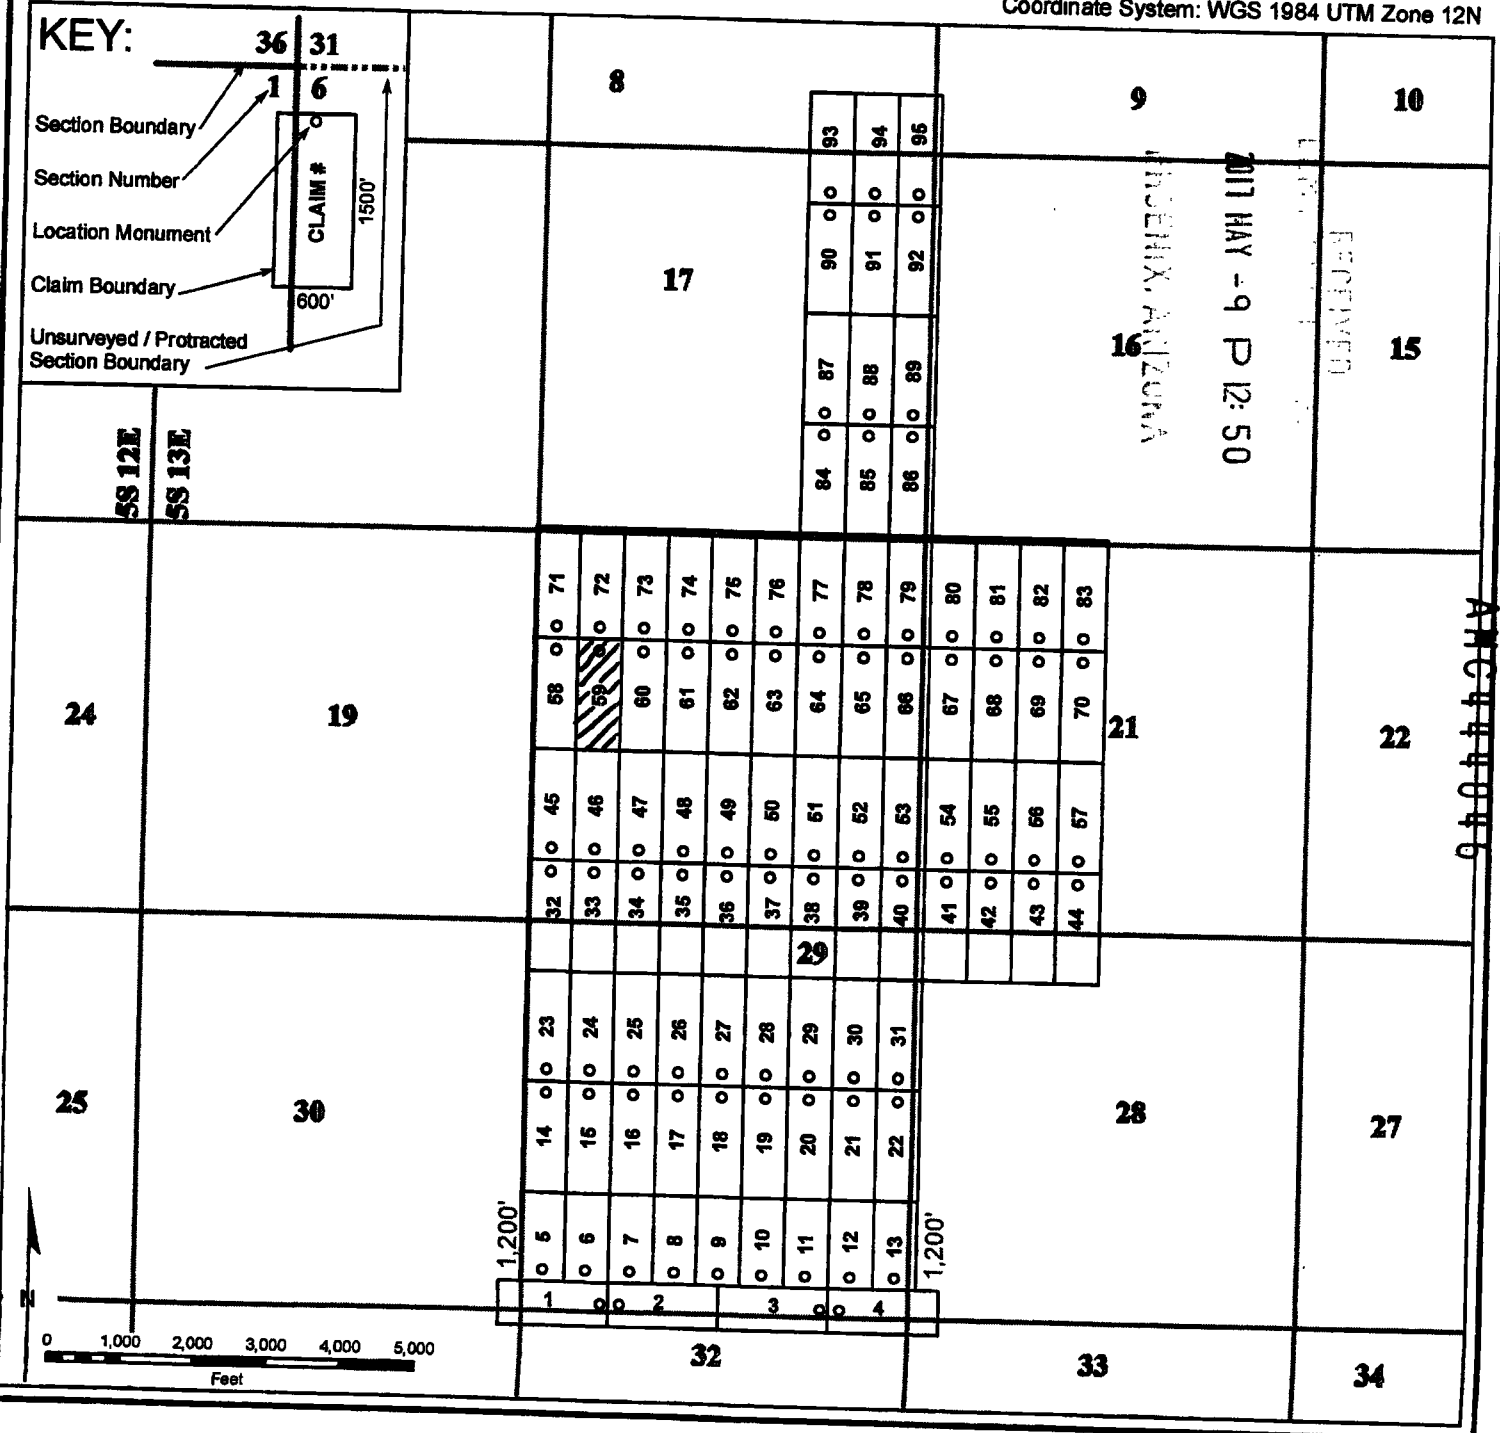 Coordinate System: WGS 1984 UTM Zone 12N
KEY:
36 31
1 6
Section Boundary
Section Number
Location Monument
Claim Boundary
Unsurveyed / Protracted
Section Boundary
CLAIM #
1500'
600'
8 9 10
93 94 95
17 16 15
90 91 92
87 88 89
84 85 86
2017 MAY -9 P 12: 50
RECEIVED
5S 12E
5S 13E
71 72 73 74 75 76 77 78 79 80 81 82 83
58 59 60 61 62 63 64 65 66 67 68 69 70
24 19 21 22
45 46 47 48 49 50 51 52 53 54 55 56 57
32 33 34 35 36 37 38 39 40 41 42 43 44
29
23 24 25 26 27 28 29 30 31
25 30 28 27
14 15 16 17 18 19 20 21 22
1,200' 5 6 7 8 9 10 11 12 13 1,200'
1 2 3 4
N
0 1,000 2,000 3,000 4,000 5,000
Feet
32 33 34